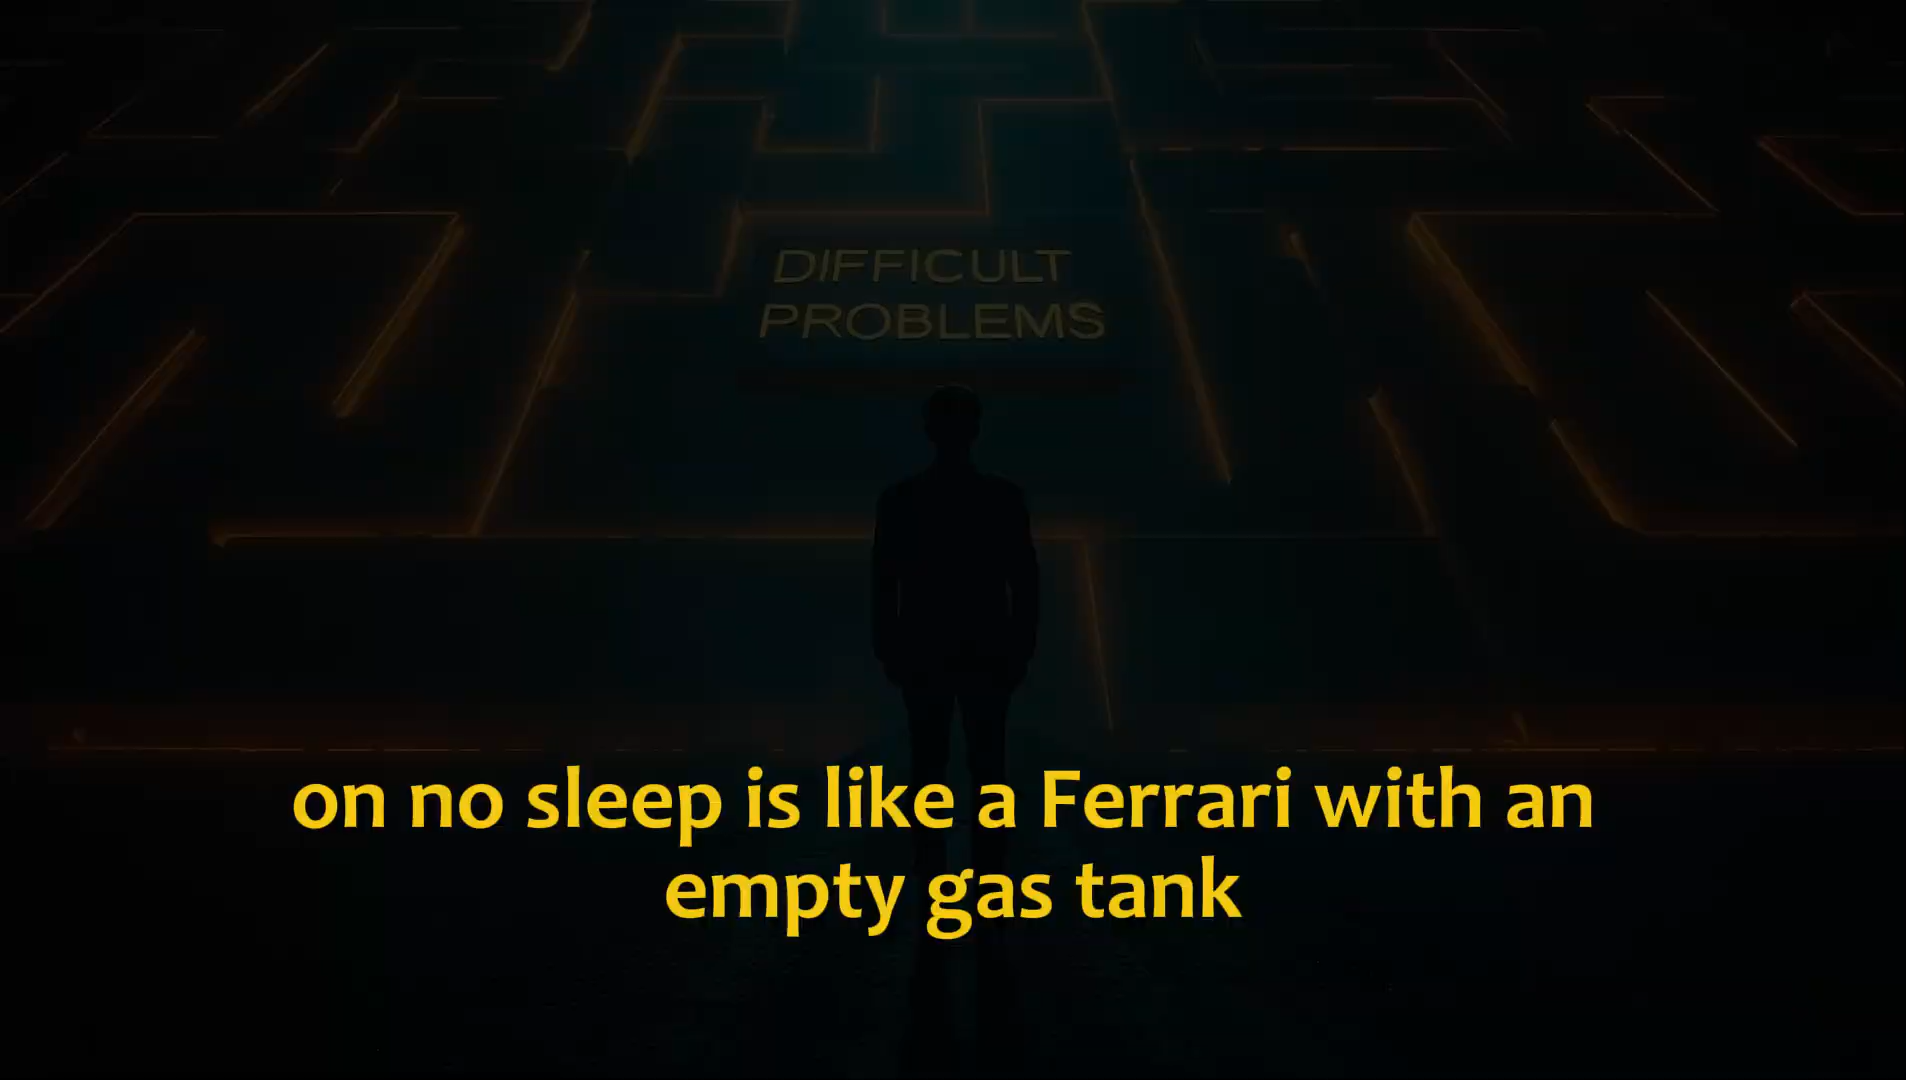 DIFFICULT
PROBLEMS
on no sleep is like a Ferrari with an
empty gas tank